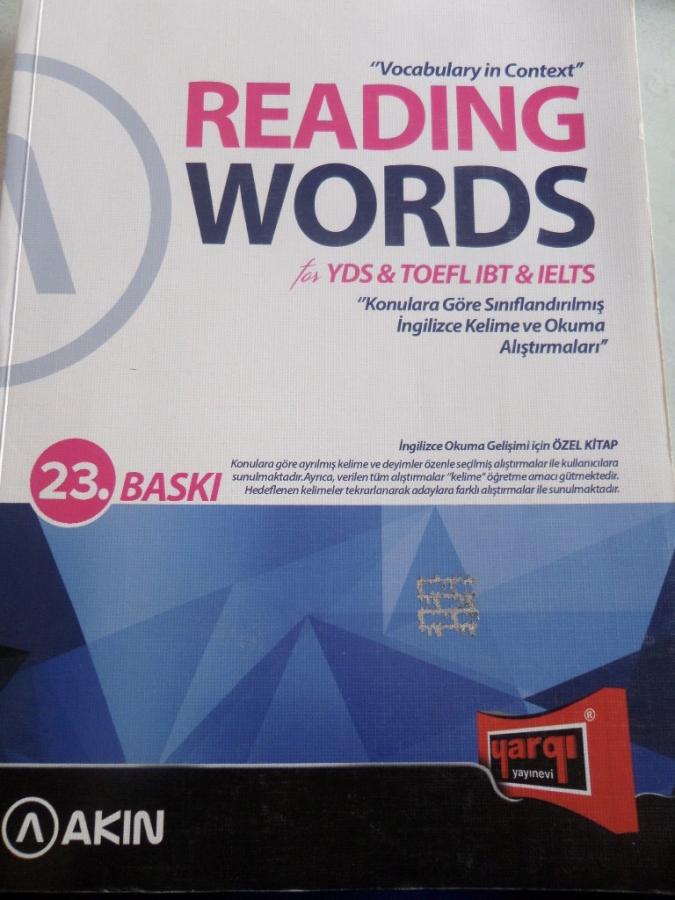 "Vocabulary in Context"
READING
WORDS
for YDS & TOEFL IBT & IELTS
"Konulara Göre Sınıflandırılmış
İngilizce Kelime ve Okuma
Alıştırmaları"
İngilizce Okuma Gelişimi için ÖZEL KİTAP
Konulara göre ayrılmış kelime ve deyimler özenle seçilmiş alıştırmalar ile kullanıcılara
sunulmaktadır.Ayrıca, verilen tüm alıştırmalar "kelime" öğretme amacı gütmektedir.
Hedeflenen kelimeler tekrarlanarak adaylara farklı alıştırmalar ile sunulmaktadır.
23. BASKI
yargı
yayınevi
®
AKIN